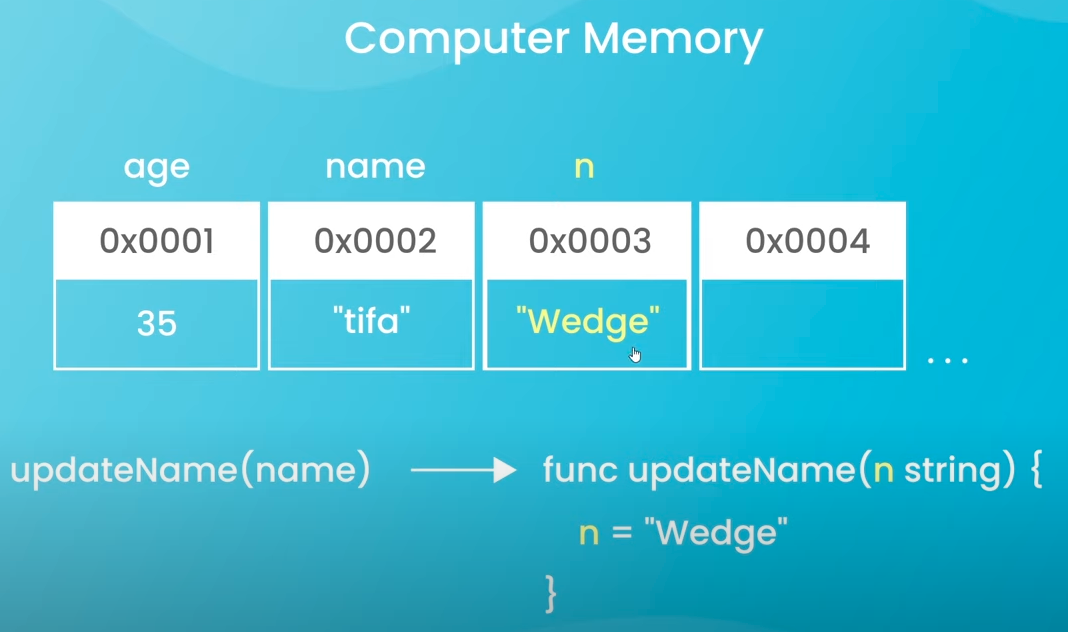 Computer Memory
age name n
0x0001 0x0002 0x0003 0x0004
35 "tifa" "Wedge"
...
updateName(name) func updateName(n string) {
n = "Wedge"
}